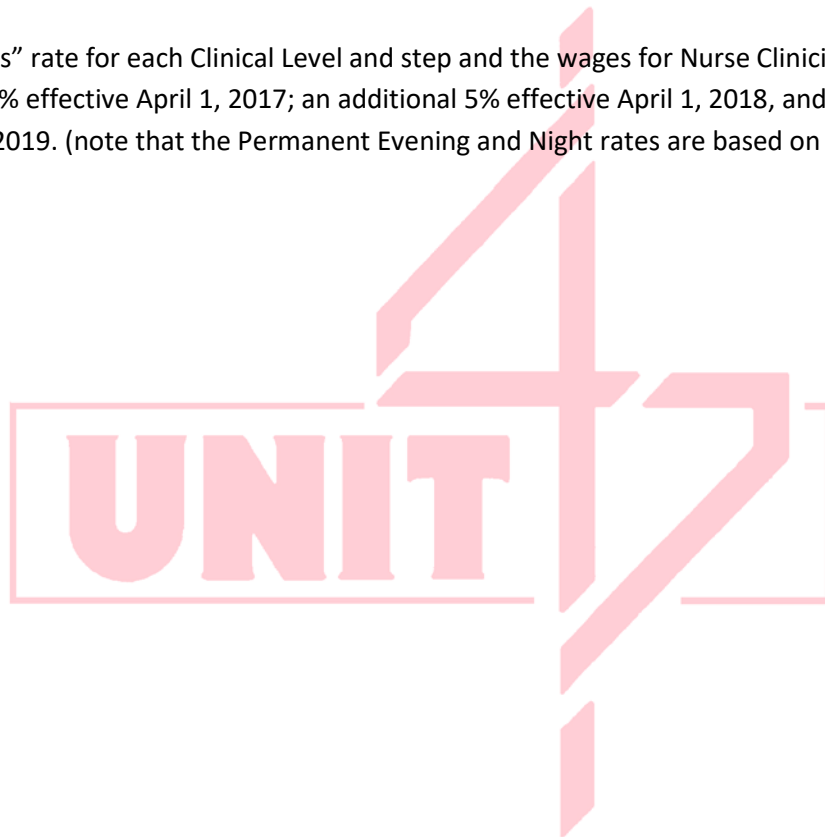 s” rate for each Clinical Level and step and the wages for Nurse Clinici
% effective April 1, 2017; an additional 5% effective April 1, 2018, and
2019. (note that the Permanent Evening and Night rates are based on
UNIT 47